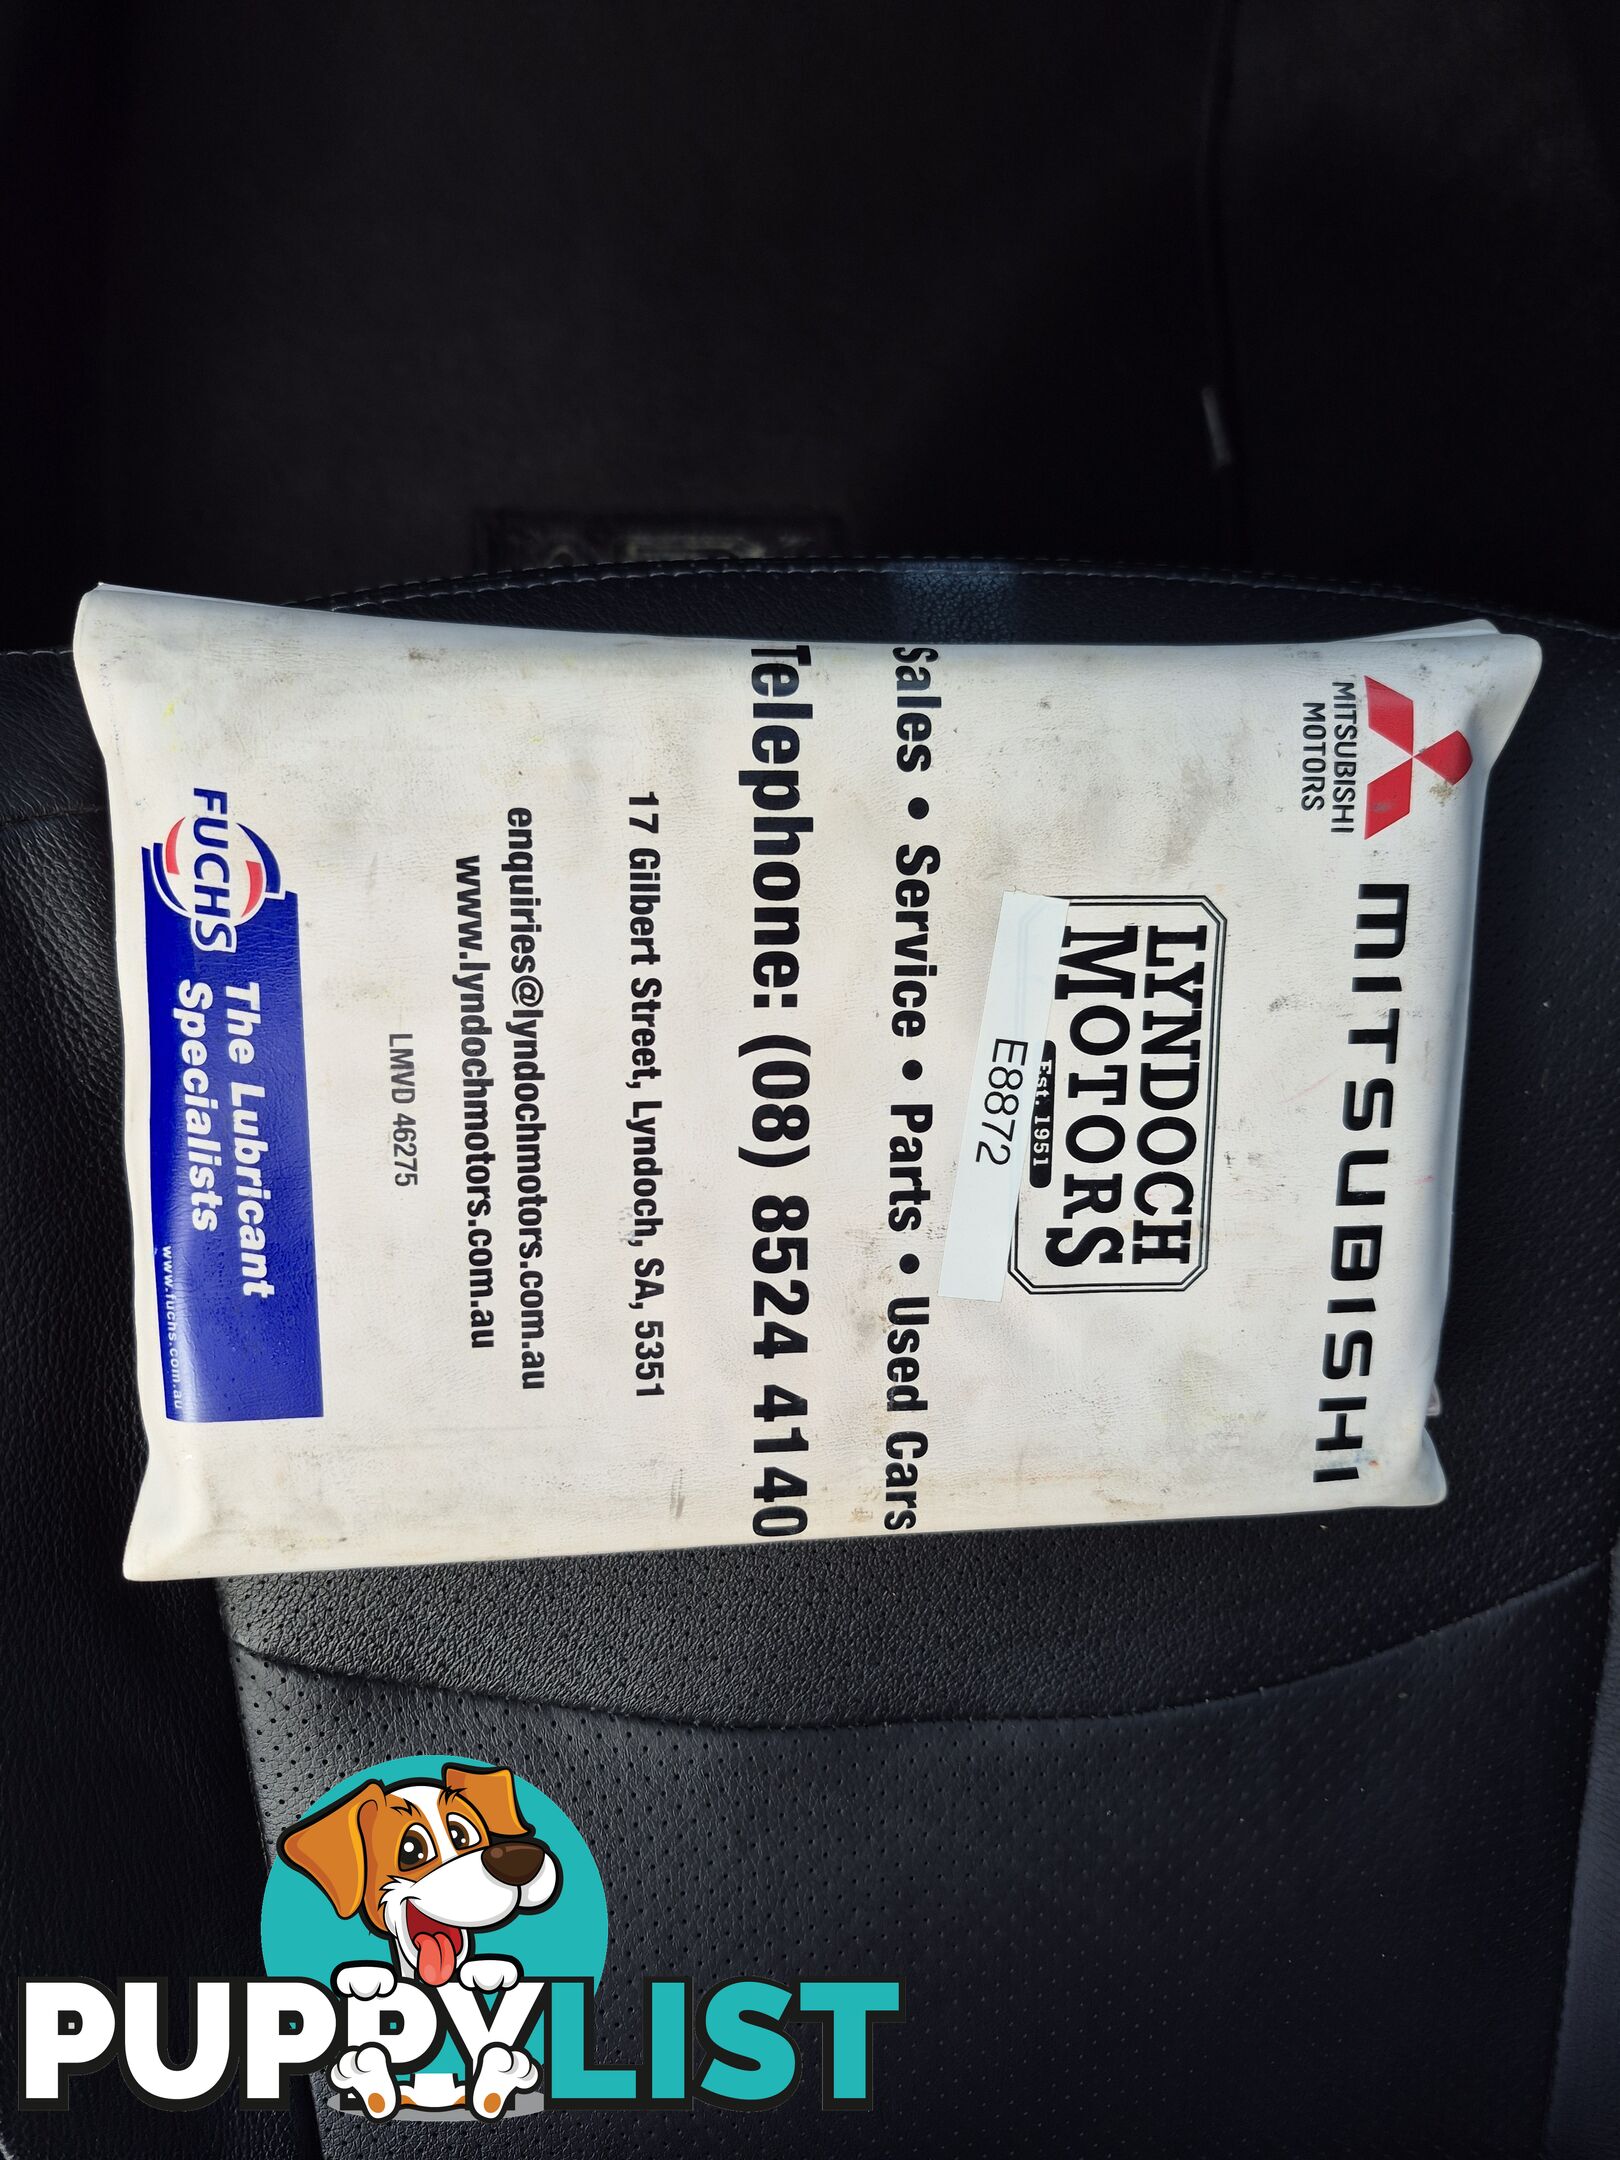 MITSUBISHI
MOTORS
MITSUBISHI
LYNDOCH
MOTORS
Est. 1951
E8872
Sales • Service • Parts • Used Cars
Telephone: (08) 8524 4140
17 Gilbert Street, Lyndoch, SA, 5351
enquiries@lyndochmotors.com.au
www.lyndochmotors.com.au
LMVD 46275
FUCHS
The Lubricant
Specialists
www.fuchs.com.au
PUPPYLIST